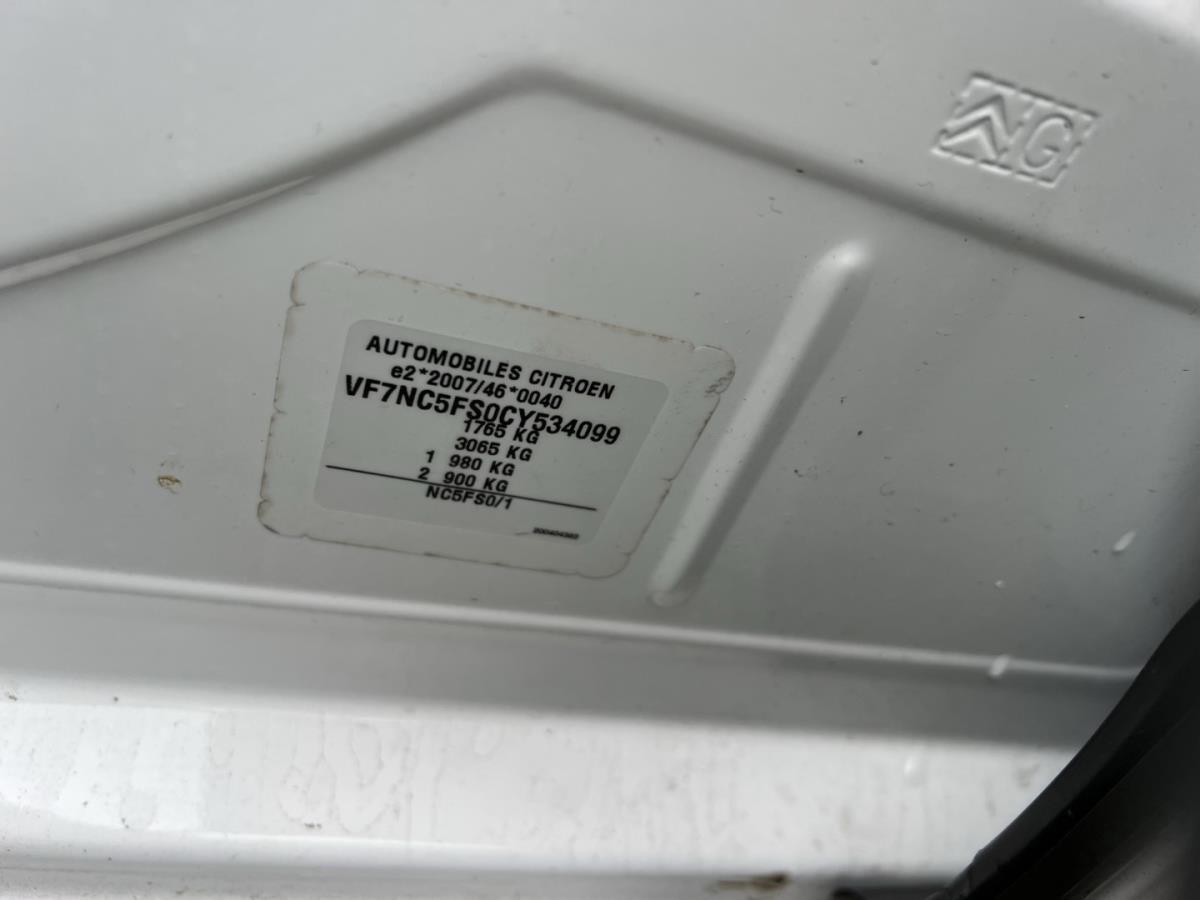 G
AUTOMOBILES CITROEN
e2*2007/46*0040
VF7NC5FS0CY534099
1765 KG
3065 KG
1 980 KG
2 900 KG
NC5FS0/1